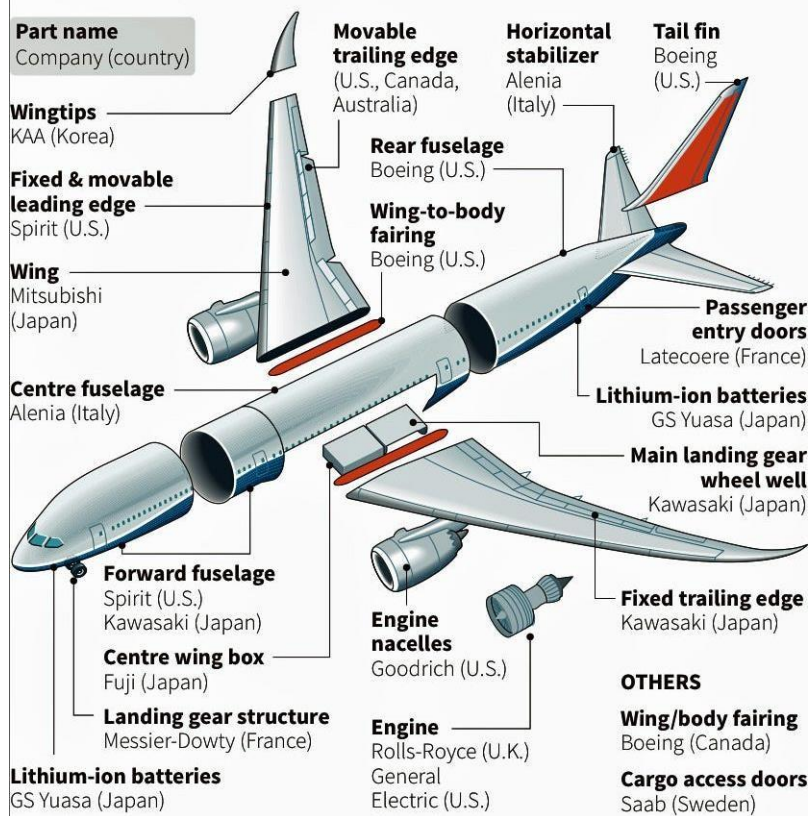 Part name
Company (country)
Wingtips
KAA (Korea)
Fixed & movable
leading edge
Spirit (U.S.)
Wing
Mitsubishi
(Japan)
Centre fuselage
Alenia (Italy)
Movable
trailing edge
(U.S., Canada,
Australia)
Horizontal
stabilizer
Alenia
(Italy)
Tail fin
Boeing
(U.S.)
Rear fuselage
Boeing (U.S.)
Wing-to-body
fairing
Boeing (U.S.)
Passenger
entry doors
Latecoere (France)
Lithium-ion batteries
GS Yuasa (Japan)
Main landing gear
wheel well
Kawasaki (Japan)
Forward fuselage
Spirit (U.S.)
Kawasaki (Japan)
Centre wing box
Fuji (Japan)
Landing gear structure
Messier-Dowty (France)
Lithium-ion batteries
GS Yuasa (Japan)
Engine
nacelles
Goodrich (U.S.)
Engine
Rolls-Royce (U.K.)
General
Electric (U.S.)
Fixed trailing edge
Kawasaki (Japan)
OTHERS
Wing/body fairing
Boeing (Canada)
Cargo access doors
Saab (Sweden)